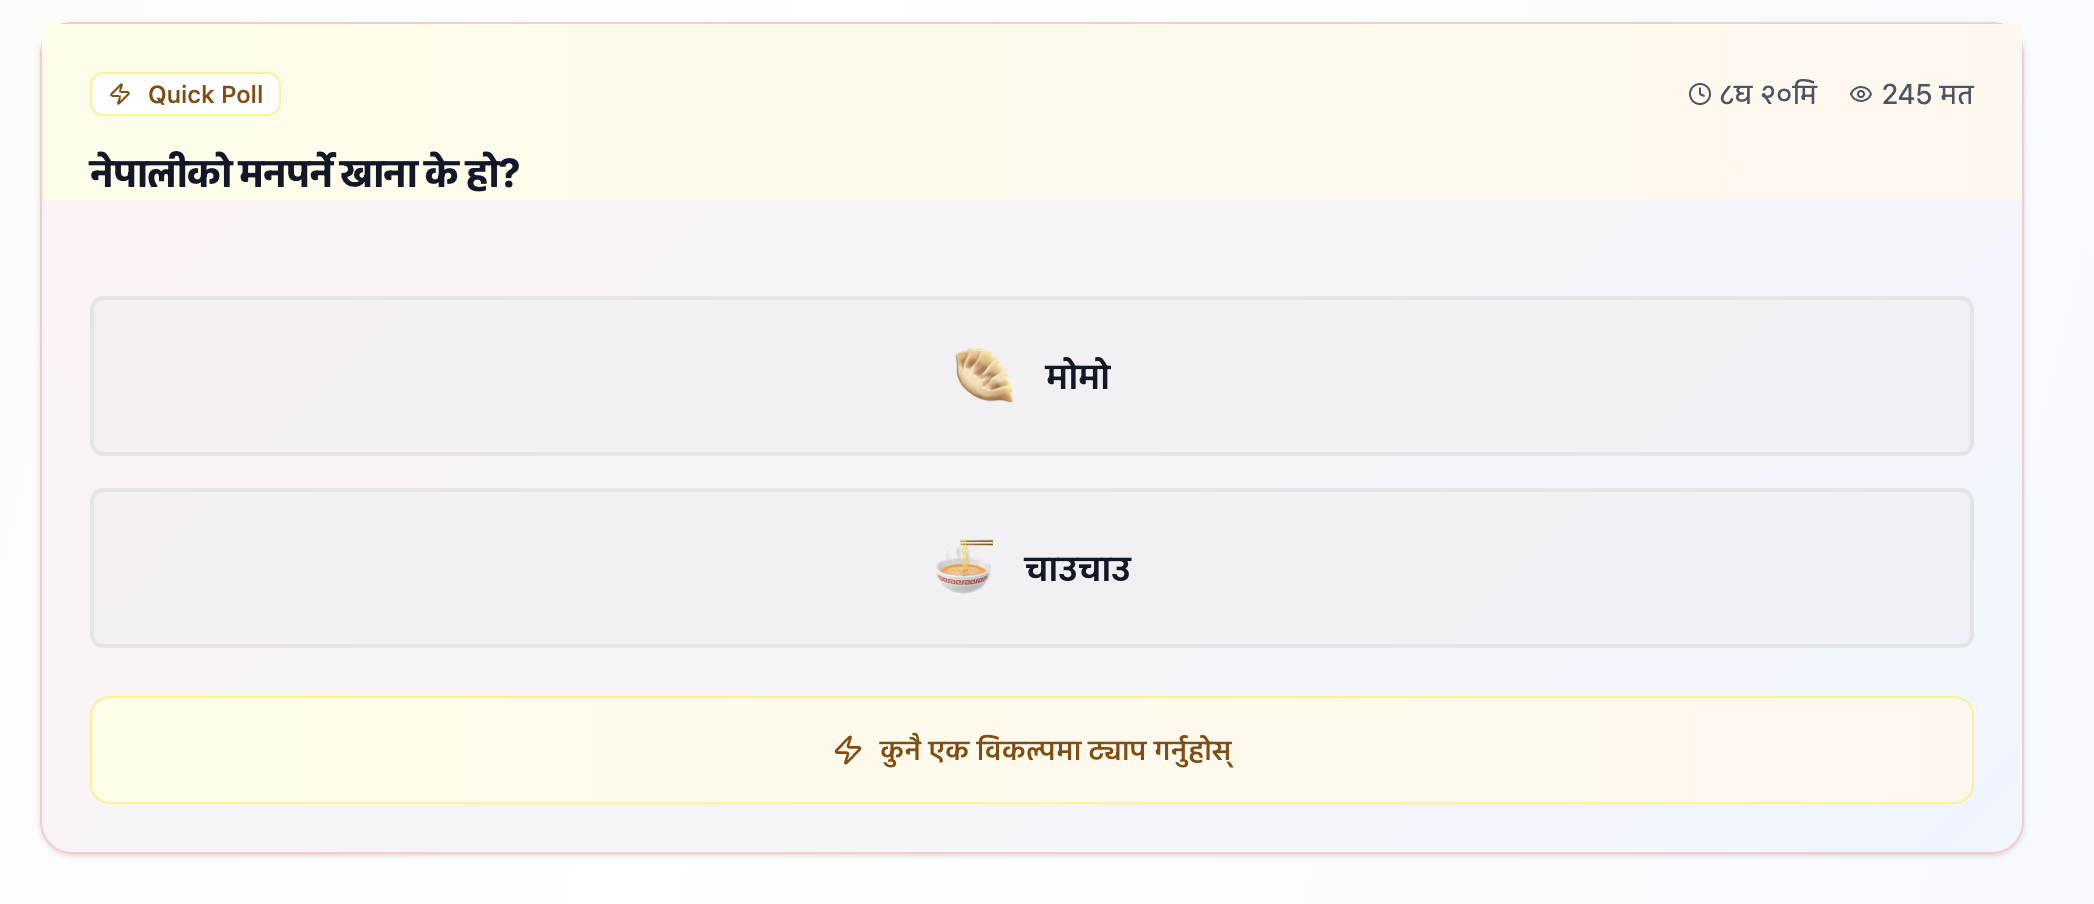 Quick Poll
८घ २०मि 245 मत
नेपालीको मनपर्ने खाना के हो?
मोमो
चाउचाउ
कुनै एक विकल्पमा ट्याप गर्नुहोस्